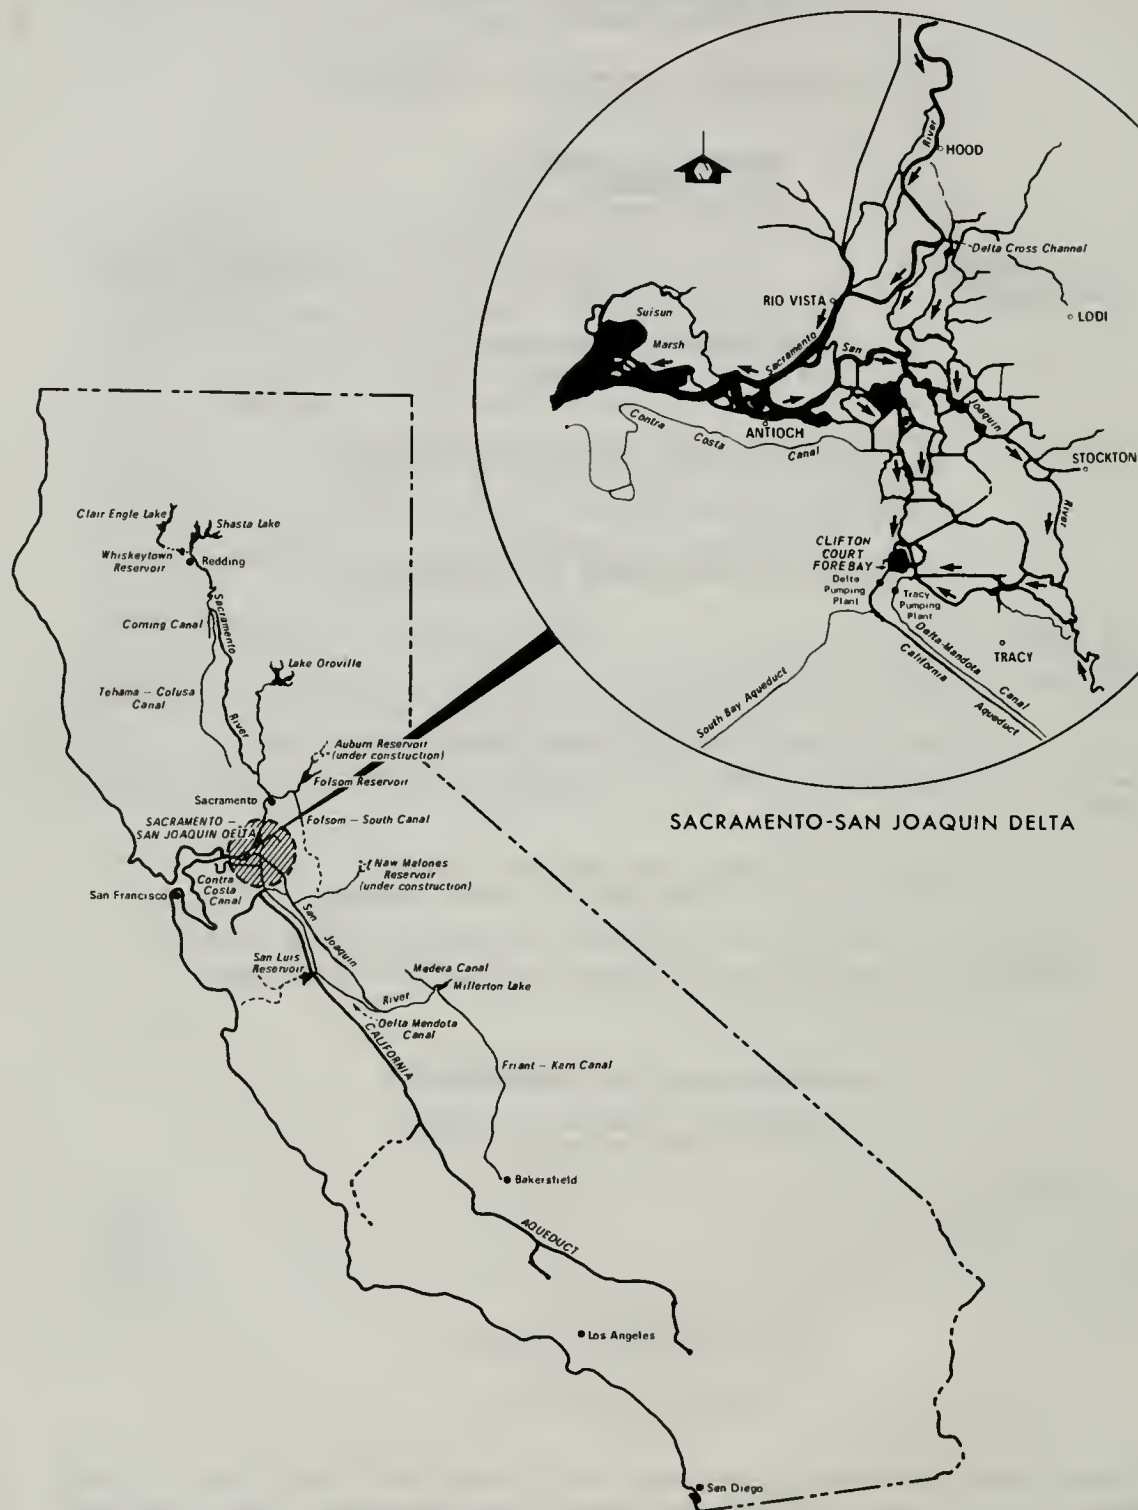 River
HOOD
Delta Cross Channel
RIO VISTA
LODI
Suisun
Marsh
Sacramento
San
Joaquin
River
ANTIOCH
Contra
Costa
Canal
STOCKTON
CLIFTON
COURT
FOREBAY
Delta
Pumping
Plant
Tracy
Pumping
Plant
TRACY
Delta-Mandota
Canal
California
Aqueduct
South Bay Aqueduct
SACRAMENTO-SAN JOAQUIN DELTA
Clair Engle Lake
Shasta Lake
Whiskeytown
Reservoir
Redding
Sacramento
River
Corning Canal
Lake Oroville
Tehama – Colusa
Canal
Auburn Reservoir
(under construction)
Folsom Reservoir
Sacramento
SACRAMENTO –
SAN JOAQUIN DELTA
Folsom – South Canal
Contra
Costa
Canal
San Francisco
New Malones
Reservoir
(under construction)
San
Joaquin
River
San Luis
Reservoir
Madera Canal
Millerton Lake
Delta Mendota
Canal
CALIFORNIA
AQUEDUCT
Friant – Kern Canal
Bakersfield
Los Angeles
San Diego